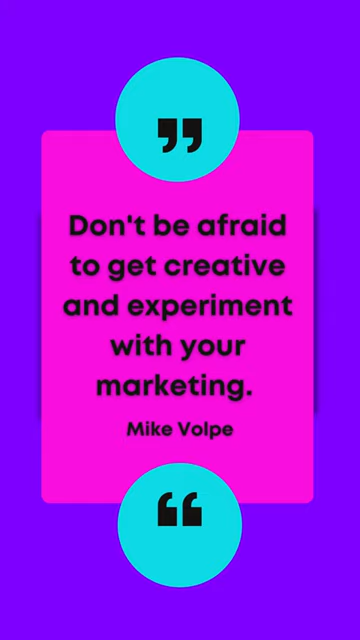 ”
Don't be afraid
to get creative
and experiment
with your
marketing.
Mike Volpe
“